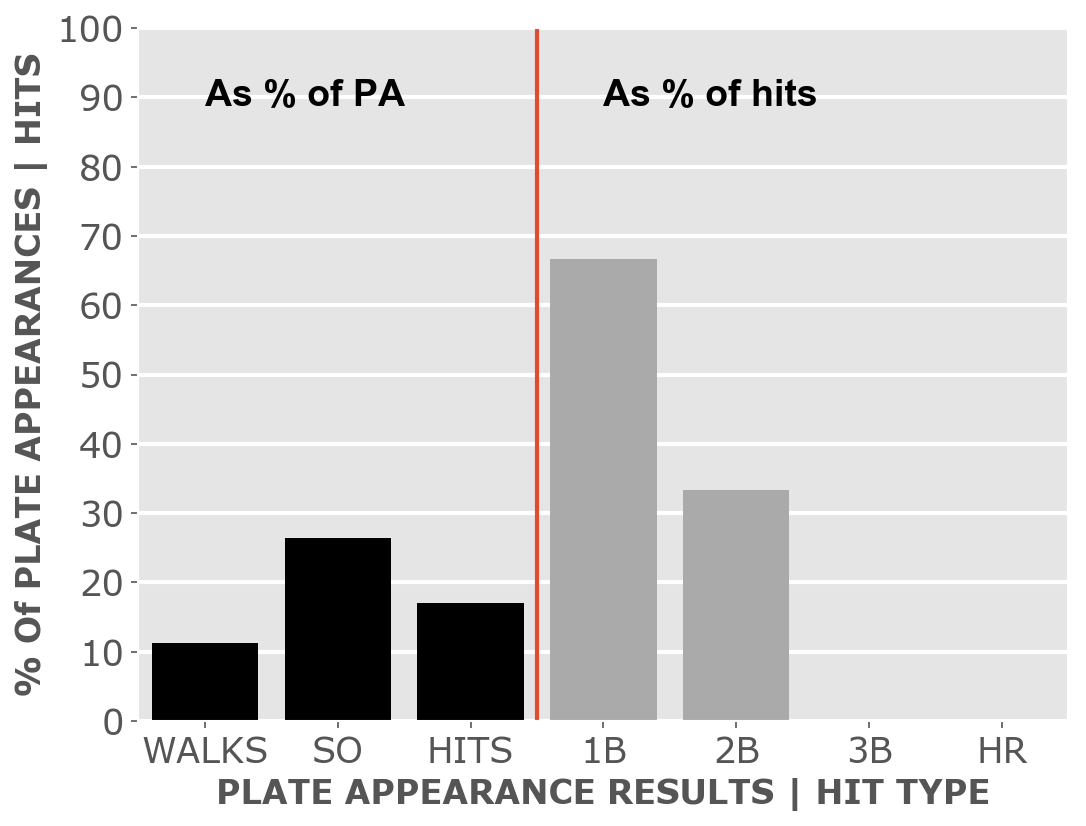 % Of PLATE APPEARANCES | HITS
100
90
80
70
60
50
40
30
20
10
0
As % of PA
As % of hits
WALKS SO HITS 1B 2B 3B HR
PLATE APPEARANCE RESULTS | HIT TYPE